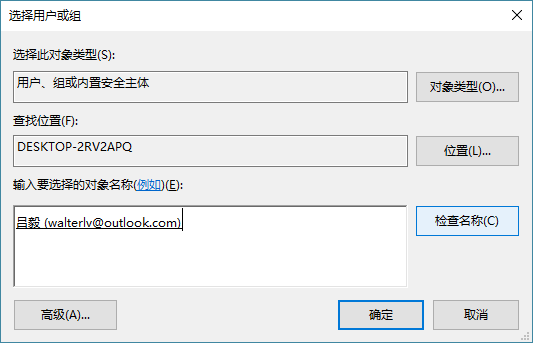 选择用户或组
选择此对象类型(S):
用户、组或内置安全主体
对象类型(O)...
查找位置(F):
DESKTOP-2RV2APQ
位置(L)...
输入要选择的对象名称(例如)(E):
吕毅 (walterlv@outlook.com)
检查名称(C)
高级(A)...
确定
取消